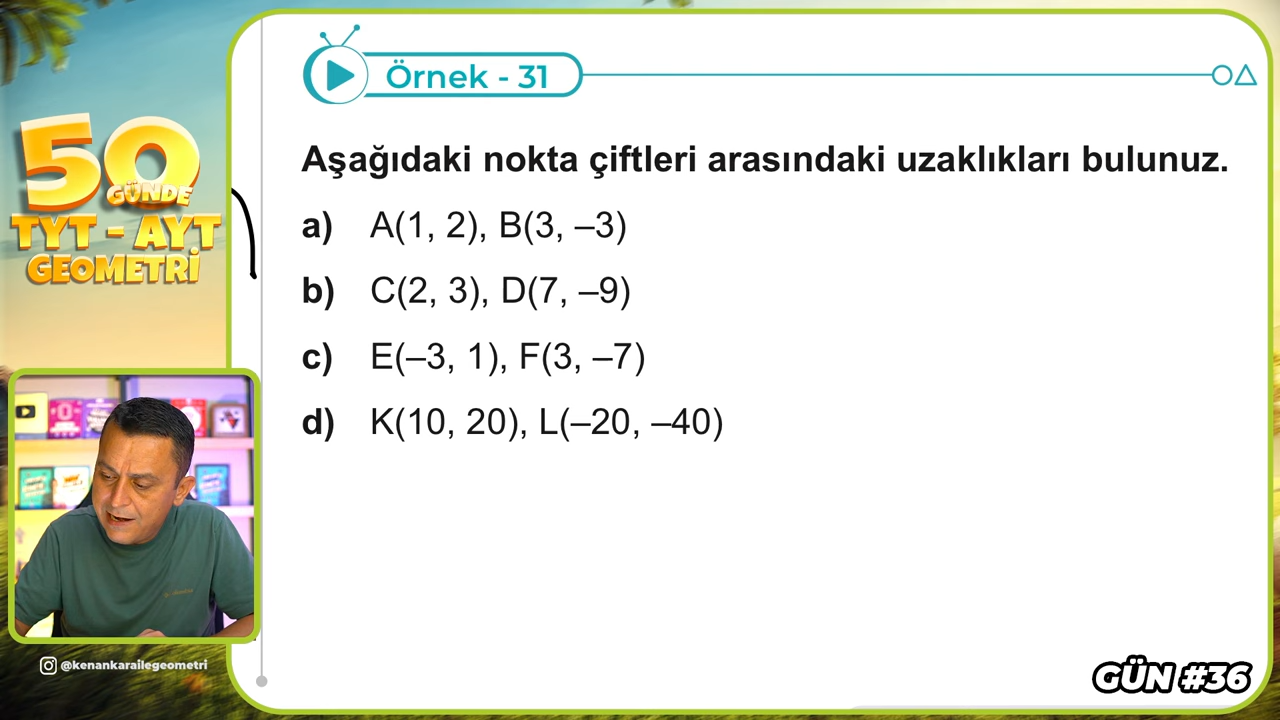 Örnek - 31
50
GÜNDE
TYT - AYT
GEOMETRİ
Aşağıdaki nokta çiftleri arasındaki uzaklıkları bulunuz.
a) A(1, 2), B(3, –3)
b) C(2, 3), D(7, –9)
c) E(–3, 1), F(3, –7)
d) K(10, 20), L(–20, –40)
@kenankarailegeometri
GÜN #36